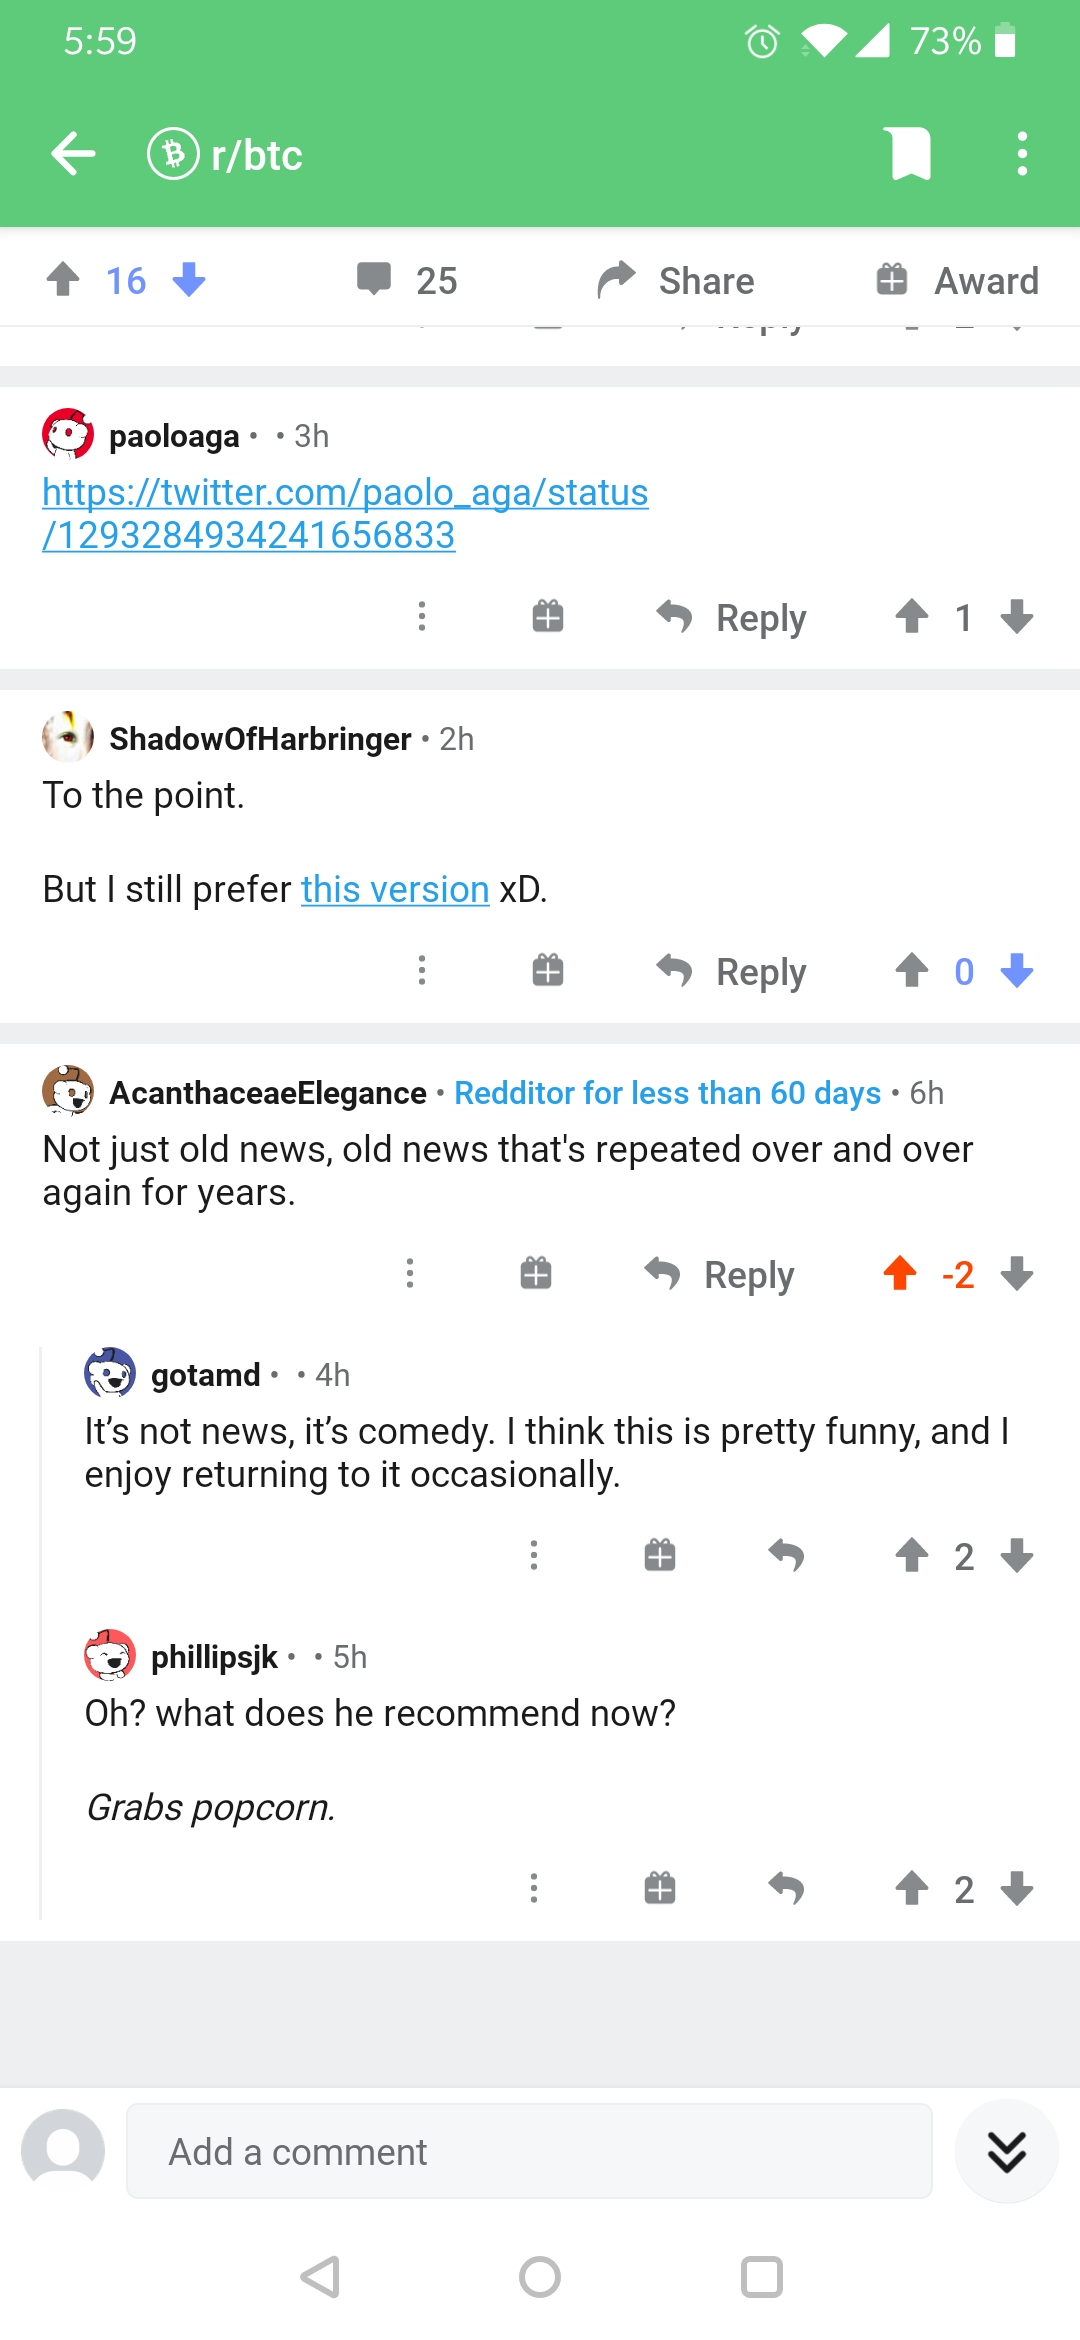 5:59
73%
r/btc
16
25
Share
Award
Reply
2
paoloaga • • 3h
https://twitter.com/paolo_aga/status
/1293284934241656833
Reply
1
ShadowOfHarbringer • 2h
To the point.
But I still prefer this version xD.
Reply
0
AcanthaceaeElegance • Redditor for less than 60 days • 6h
Not just old news, old news that's repeated over and over
again for years.
Reply
-2
gotamd • • 4h
It’s not news, it’s comedy. I think this is pretty funny, and I
enjoy returning to it occasionally.
2
phillipsjk • • 5h
Oh? what does he recommend now?
Grabs popcorn.
2
Add a comment